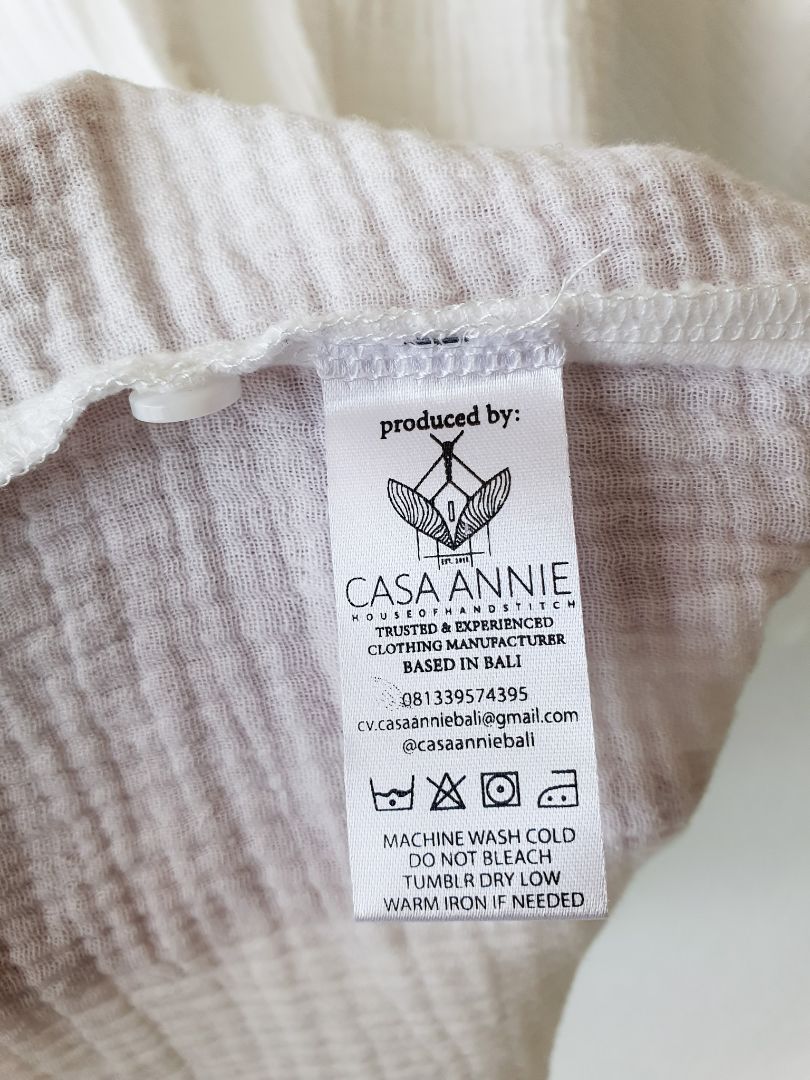 produced by:
CASA ANNIE
HOUSEOFHANDSTITCH
TRUSTED & EXPERIENCED
CLOTHING MANUFACTURER
BASED IN BALI
081339574395
cv.casaanniebali@gmail.com
@casaanniebali
MACHINE WASH COLD
DO NOT BLEACH
TUMBLR DRY LOW
WARM IRON IF NEEDED